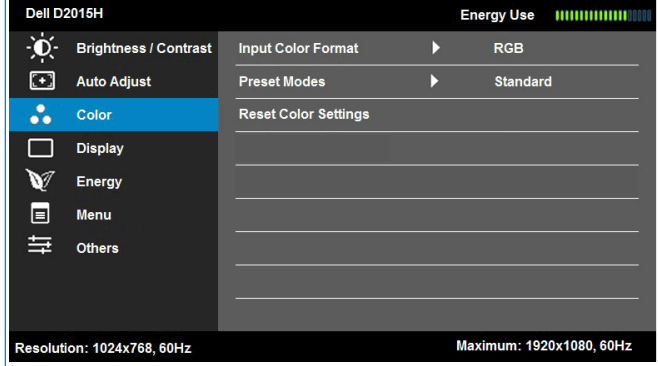 Dell D2015H Energy Use
Brightness / Contrast Input Color Format RGB
Auto Adjust Preset Modes Standard
Color Reset Color Settings
Display
Energy
Menu
Others
Resolution: 1024x768, 60Hz Maximum: 1920x1080, 60Hz